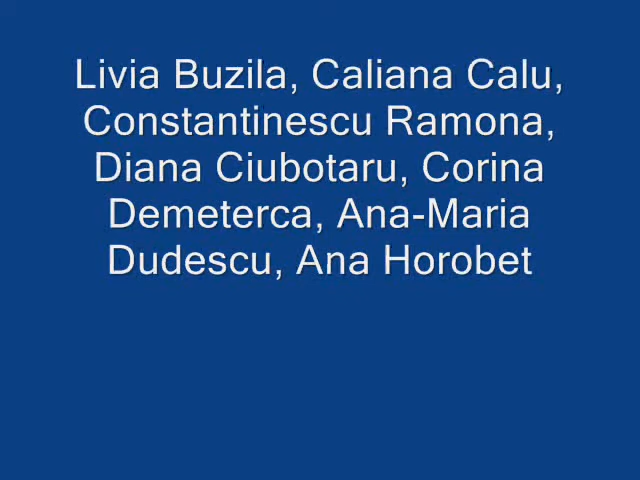 Livia Buzila, Caliana Calu,
Constantinescu Ramona,
Diana Ciubotaru, Corina
Demeterca, Ana-Maria
Dudescu, Ana Horobet